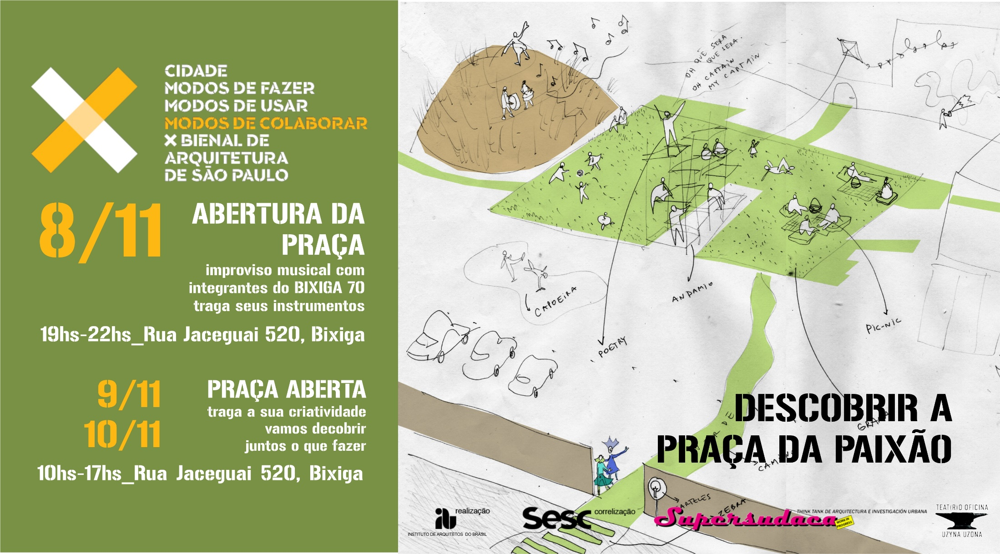 CIDADE
MODOS DE FAZER
MODOS DE USAR
MODOS DE COLABORAR
X BIENAL DE
ARQUITETURA
DE SÃO PAULO
8/11
ABERTURA DA
PRAÇA
improviso musical com
integrantes do BIXIGA 70
traga seus instrumentos
19hs-22hs_Rua Jaceguai 520, Bixiga
9/11
10/11
PRAÇA ABERTA
traga a sua criatividade
vamos decobrir
juntos o que fazer
10hs-17hs_Rua Jaceguai 520, Bixiga
OH QUE SERA
QUE SERA.
OH CAPTAIN
MY CAPTAIN
CAPOEIRA
ANDAMIO
POETRY
PIC-NIC
GRAMA
DESCOBRIR A
PRAÇA DA PAIXÃO
CARTELES
ZEBRA
iab
realização
INSTITUTO DE ARQUITETOS DO BRASIL
Sesc
correlização
Supersudaca
THINK TANK DE ARQUITECTURA E INVESTIGACIÓN URBANA
WORK IN
PROGRESS
TEAT(R)O OFICINA
UZYNA UZONA